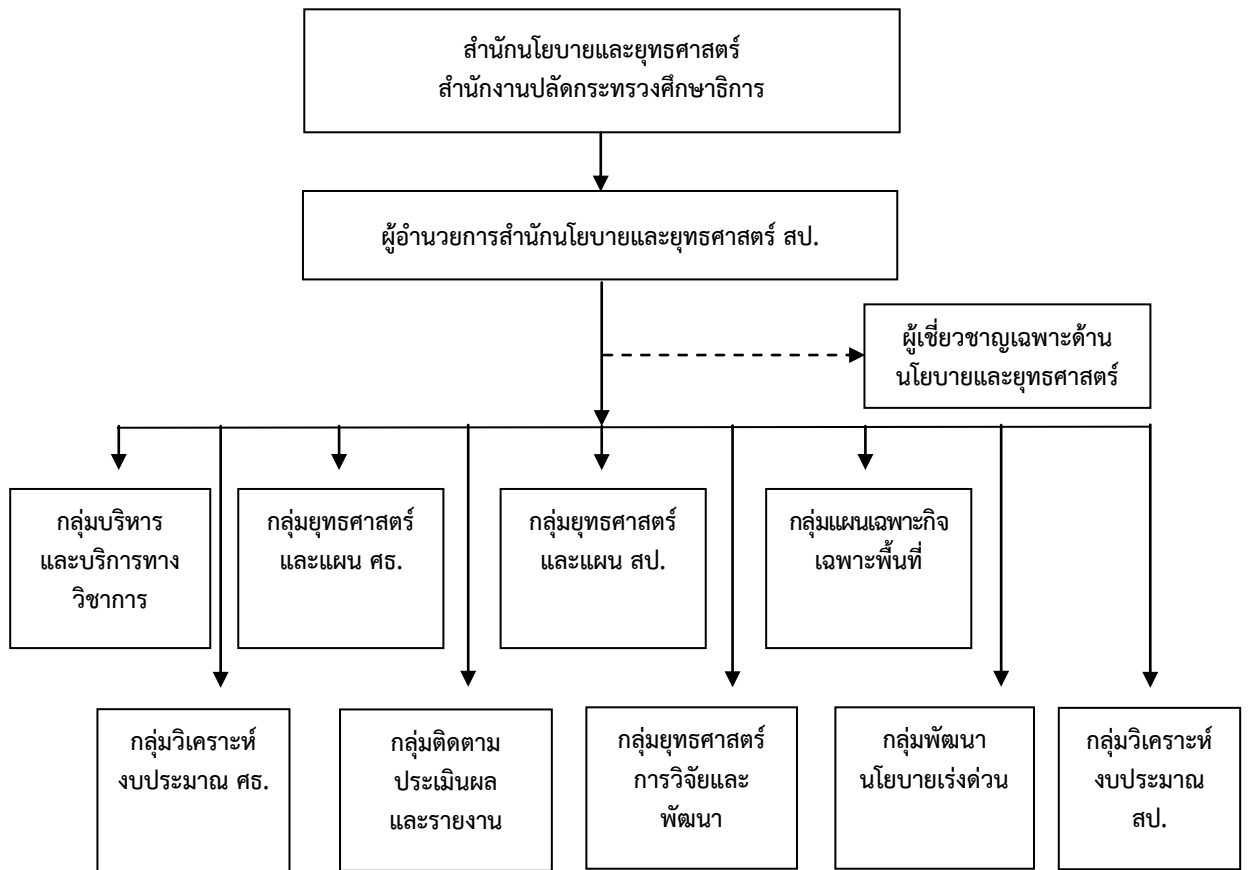 สำนักนโยบายและยุทธศาสตร์
สำนักงานปลัดกระทรวงศึกษาธิการ
ผู้อำนวยการสำนักนโยบายและยุทธศาสตร์ สป.
ผู้เชี่ยวชาญเฉพาะด้าน
นโยบายและยุทธศาสตร์
กลุ่มบริหาร
และบริการทาง
วิชาการ
กลุ่มยุทธศาสตร์
และแผน ศธ.
กลุ่มยุทธศาสตร์
และแผน สป.
กลุ่มแผนเฉพาะกิจ
เฉพาะพื้นที่
กลุ่มวิเคราะห์
งบประมาณ ศธ.
กลุ่มติดตาม
ประเมินผล
และรายงาน
กลุ่มยุทธศาสตร์
การวิจัยและ
พัฒนา
กลุ่มพัฒนา
นโยบายเร่งด่วน
กลุ่มวิเคราะห์
งบประมาณ
สป.